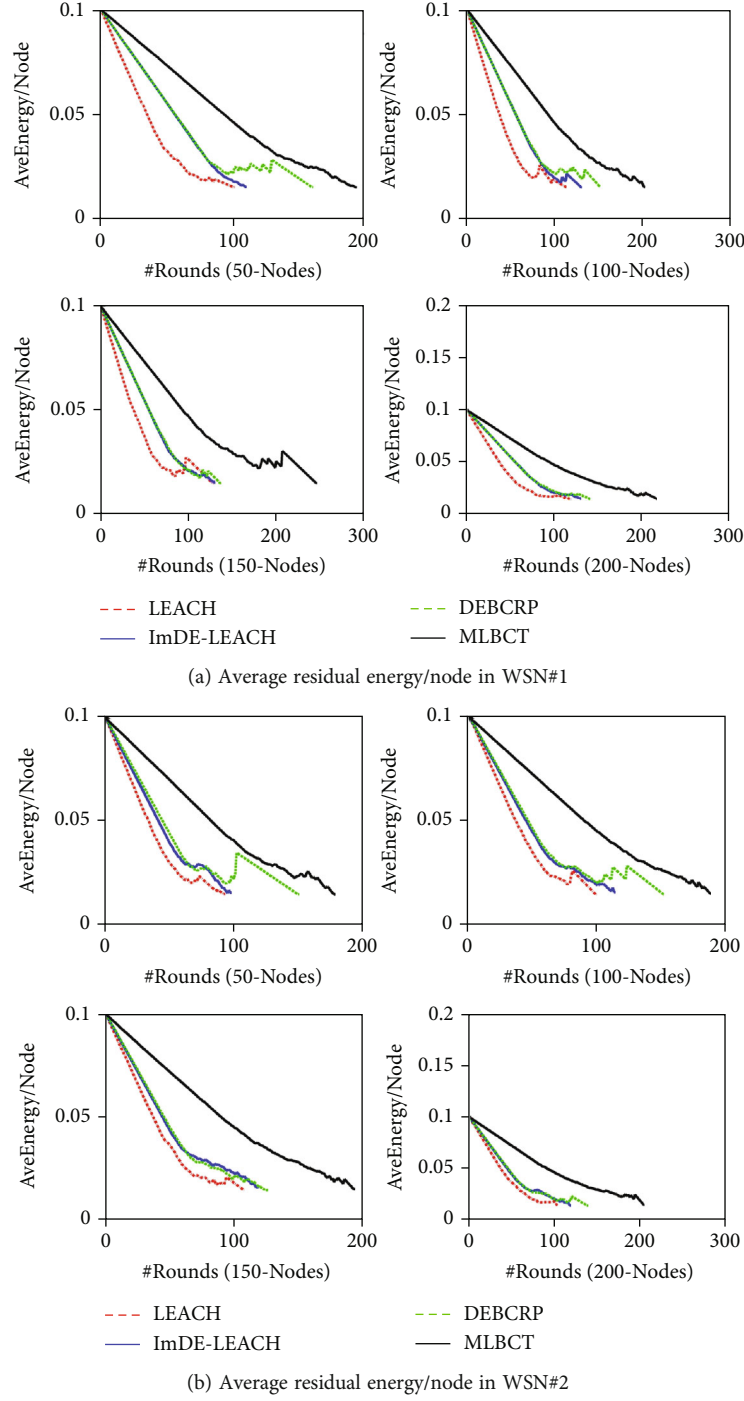 0.1
0.05
0
AveEnergy/Node
0 100 200
#Rounds (50-Nodes)
0.1
0.05
0
AveEnergy/Node
0 100 200 300
#Rounds (100-Nodes)
0.1
0.05
0
AveEnergy/Node
0 100 200 300
#Rounds (150-Nodes)
0.2
0.15
0.1
0.05
0
AveEnergy/Node
0 100 200 300
#Rounds (200-Nodes)
LEACH
ImDE-LEACH
DEBCRP
MLBCT
(a) Average residual energy/node in WSN#1
0.1
0.05
0
AveEnergy/Node
0 100 200
#Rounds (50-Nodes)
0.1
0.05
0
AveEnergy/Node
0 100 200
#Rounds (100-Nodes)
0.1
0.05
0
AveEnergy/Node
0 100 200
#Rounds (150-Nodes)
0.2
0.15
0.1
0.05
0
AveEnergy/Node
0 100 200 300
#Rounds (200-Nodes)
LEACH
ImDE-LEACH
DEBCRP
MLBCT
(b) Average residual energy/node in WSN#2